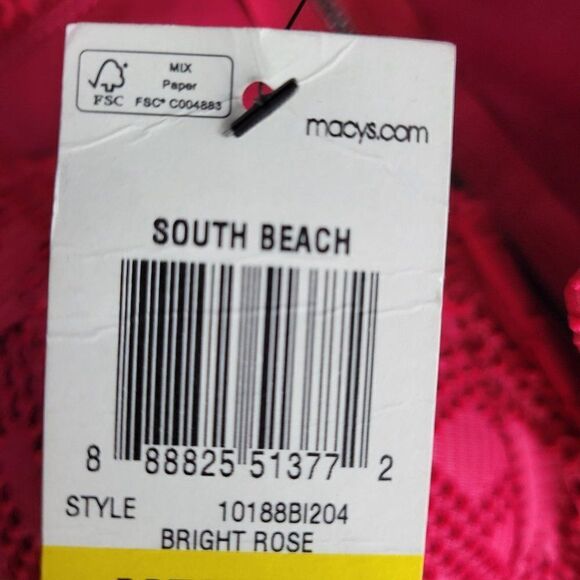 MIX
Paper
FSC FSC® C004883
macys.com
SOUTH BEACH
8 88825 51377 2
STYLE 10188BI204
BRIGHT ROSE